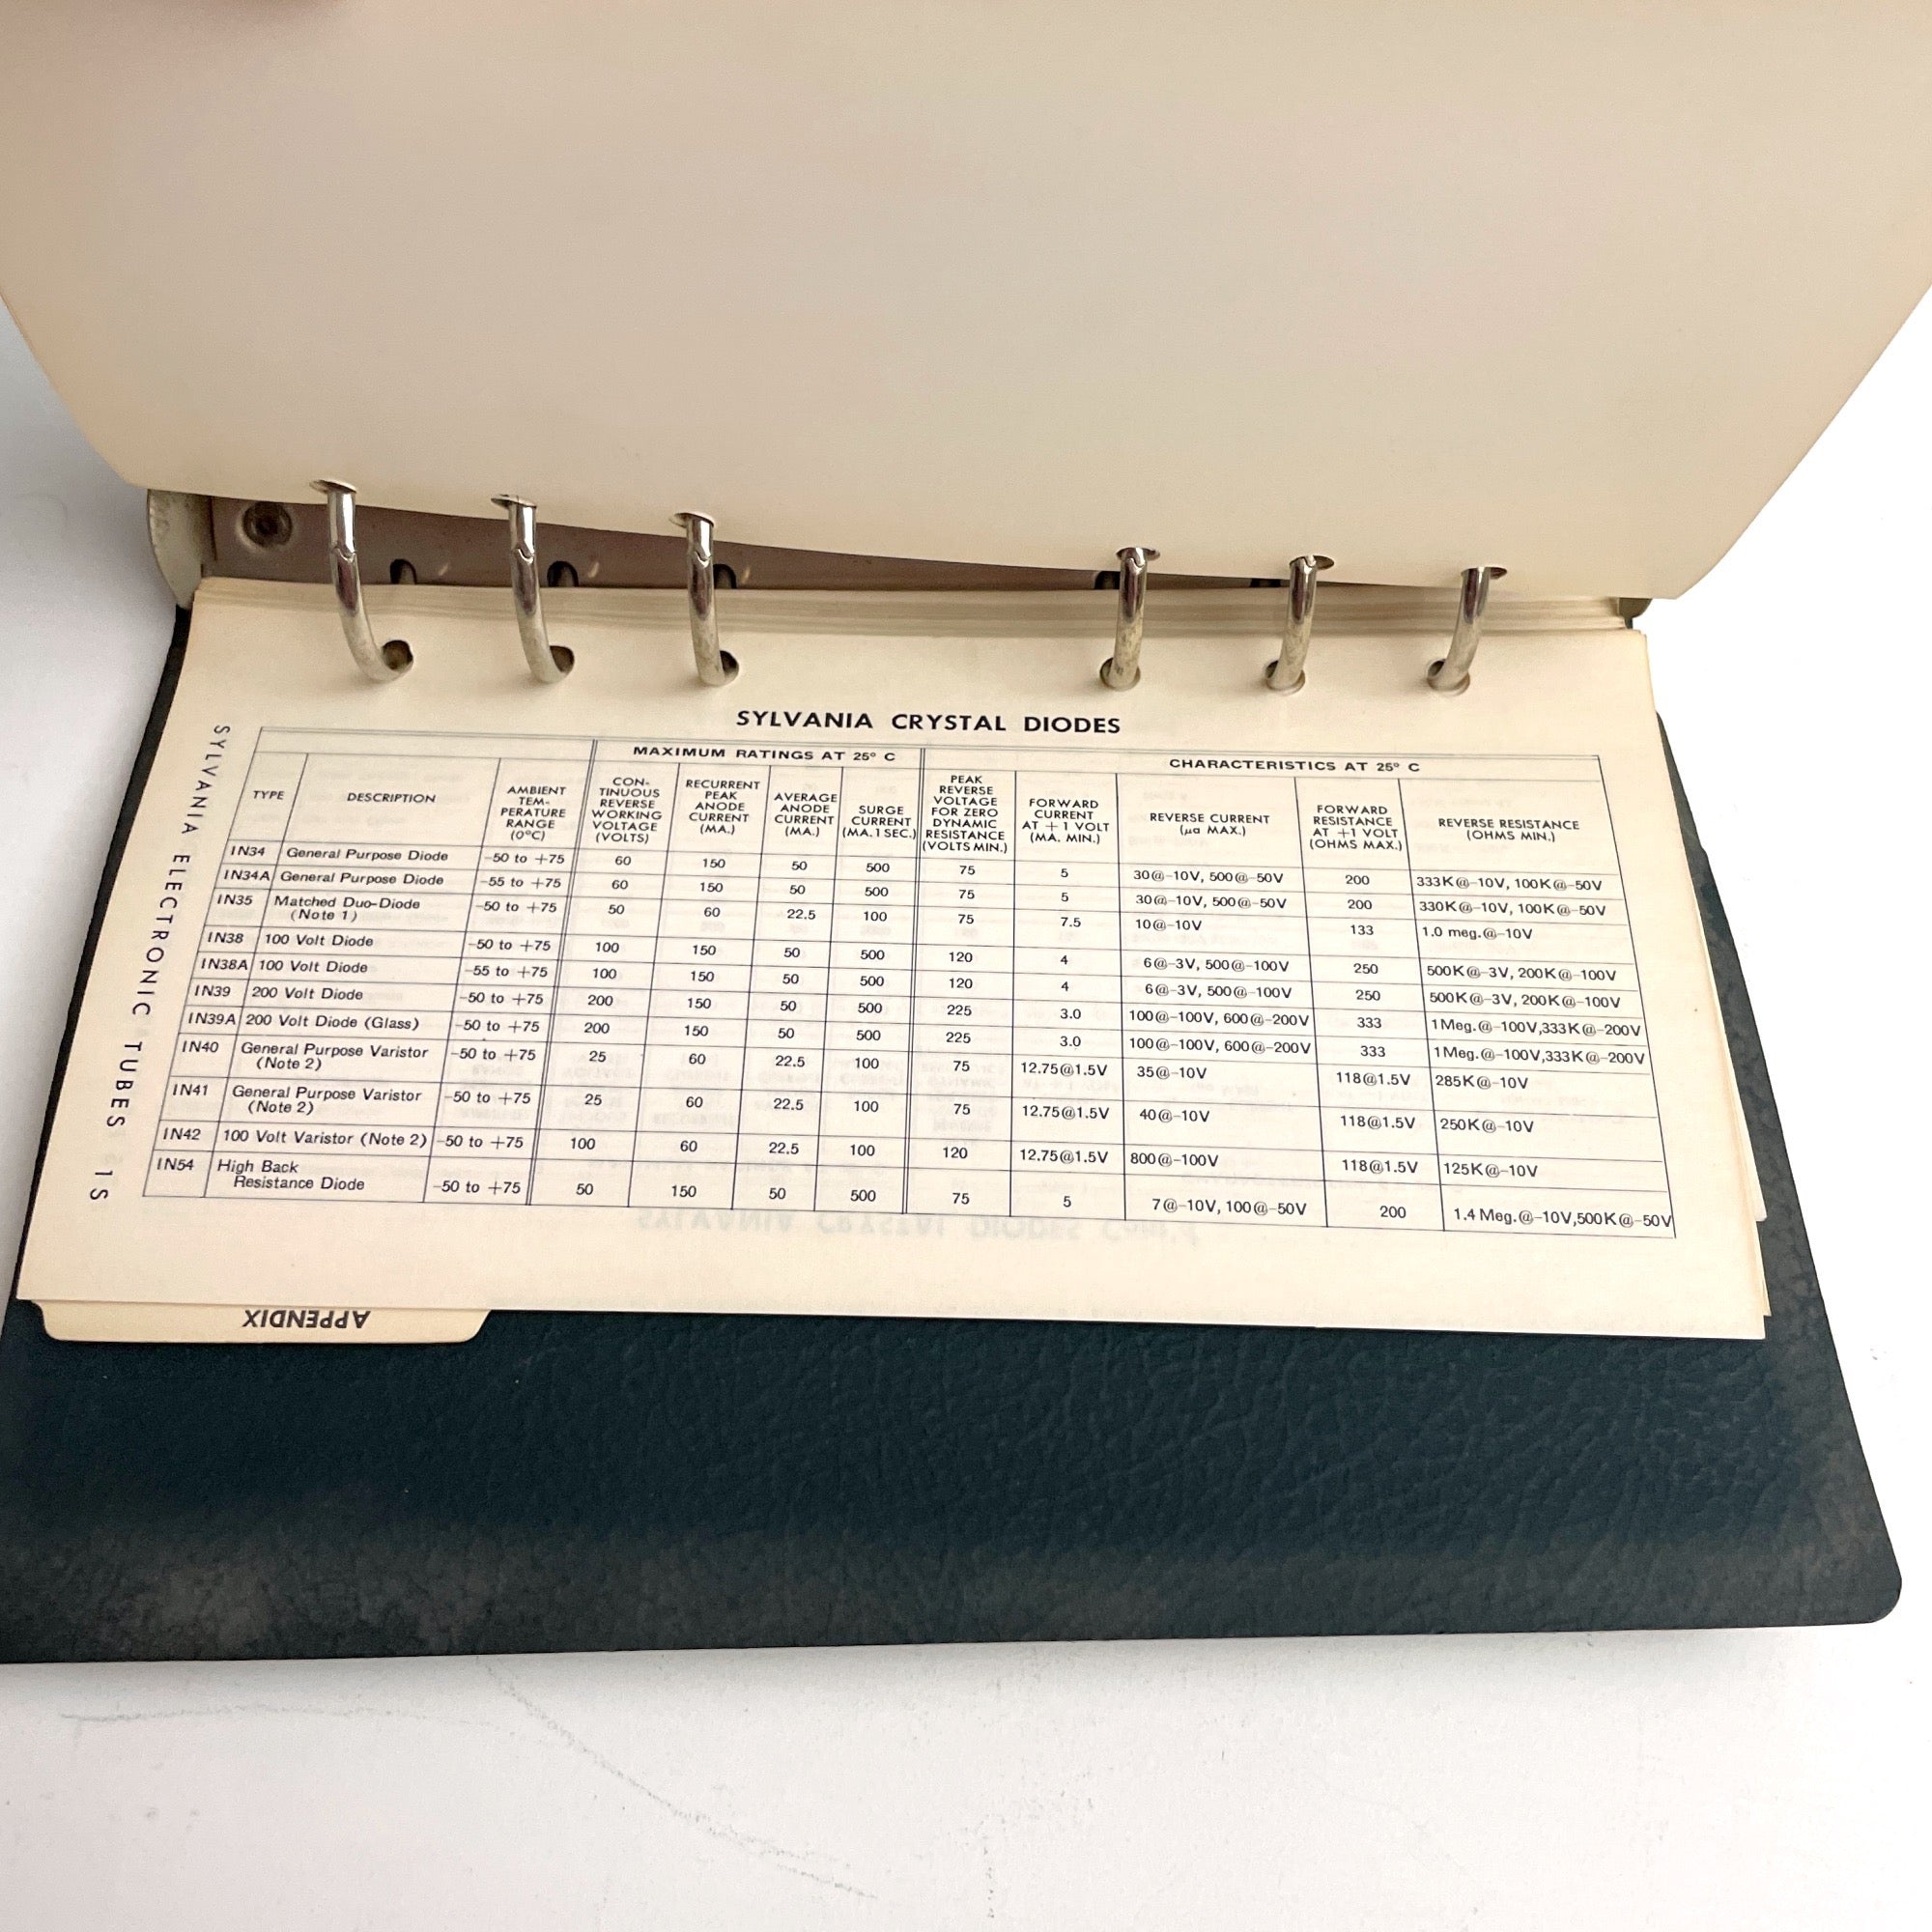 SYLVANIA CRYSTAL DIODES
MAXIMUM RATINGS AT 25° C
CHARACTERISTICS AT 25° C
TYPE
DESCRIPTION
AMBIENT
TEM-
PERATURE
RANGE
(0°C)
CON-
TINUOUS
REVERSE
WORKING
VOLTAGE
(VOLTS)
RECURRENT
PEAK
ANODE
CURRENT
(MA.)
AVERAGE
ANODE
CURRENT
(MA.)
SURGE
CURRENT
(MA. 1 SEC.)
PEAK
REVERSE
VOLTAGE
FOR ZERO
DYNAMIC
RESISTANCE
(VOLTS MIN.)
FORWARD
CURRENT
AT +1 VOLT
(MA. MIN.)
REVERSE CURRENT
(μa MAX.)
FORWARD
RESISTANCE
AT +1 VOLT
(OHMS MAX.)
REVERSE RESISTANCE
(OHMS MIN.)
1N34 General Purpose Diode -50 to +75 60 150 50 500 75 5 30@-10V, 500@-50V 200 333K@-10V, 100K@-50V
1N34A General Purpose Diode -55 to +75 60 150 50 500 75 5 30@-10V, 500@-50V 200 330K@-10V, 100K@-50V
1N35 Matched Duo-Diode -50 to +75 50 60 22.5 100 75 7.5 10@-10V 133 1.0 meg.@-10V
(Note 1)
1N38 100 Volt Diode -50 to +75 100 150 50 500 120 4 6@-3V, 500@-100V 250 500K@-3V, 200K@-100V
1N38A 100 Volt Diode -55 to +75 100 150 50 500 120 4 6@-3V, 500@-100V 250 500K@-3V, 200K@-100V
1N39 200 Volt Diode -50 to +75 200 150 50 500 225 3.0 100@-100V, 600@-200V 333 1Meg.@-100V,333K@-200V
1N39A 200 Volt Diode (Glass) -50 to +75 200 150 50 500 225 3.0 100@-100V, 600@-200V 333 1Meg.@-100V,333K@-200V
1N40 General Purpose Varistor -50 to +75 25 60 22.5 100 75 12.75@1.5V 35@-10V 118@1.5V 285K@-10V
(Note 2)
1N41 General Purpose Varistor -50 to +75 25 60 22.5 100 75 12.75@1.5V 40@-10V 118@1.5V 250K@-10V
(Note 2)
1N42 100 Volt Varistor (Note 2) -50 to +75 100 60 22.5 100 120 12.75@1.5V 800@-100V 118@1.5V 125K@-10V
1N54 High Back
Resistance Diode -50 to +75 50 150 50 500 75 5 7@-10V, 100@-50V 200 1.4 Meg.@-10V,500K@-50V
SYLVANIA ELECTRONIC TUBES
1S
APPENDIX